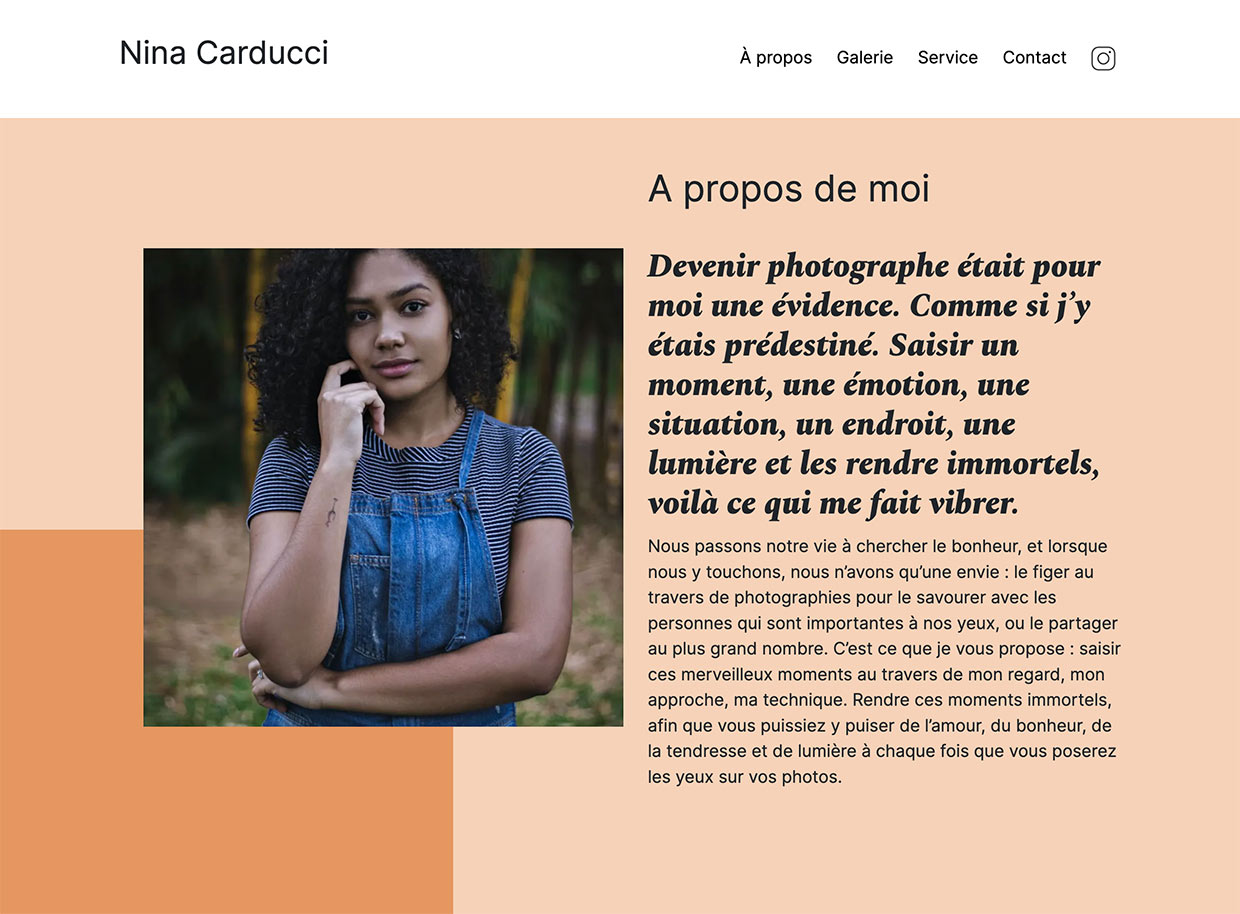 Nina Carducci
À propos Galerie Service Contact
A propos de moi
Devenir photographe était pour
moi une évidence. Comme si j’y
étais prédestiné. Saisir un
moment, une émotion, une
situation, un endroit, une
lumière et les rendre immortels,
voilà ce qui me fait vibrer.
Nous passons notre vie à chercher le bonheur, et lorsque
nous y touchons, nous n’avons qu’une envie : le figer au
travers de photographies pour le savourer avec les
personnes qui sont importantes à nos yeux, ou le partager
au plus grand nombre. C’est ce que je vous propose : saisir
ces merveilleux moments au travers de mon regard, mon
approche, ma technique. Rendre ces moments immortels,
afin que vous puissiez y puiser de l’amour, du bonheur, de
la tendresse et de lumière à chaque fois que vous poserez
les yeux sur vos photos.